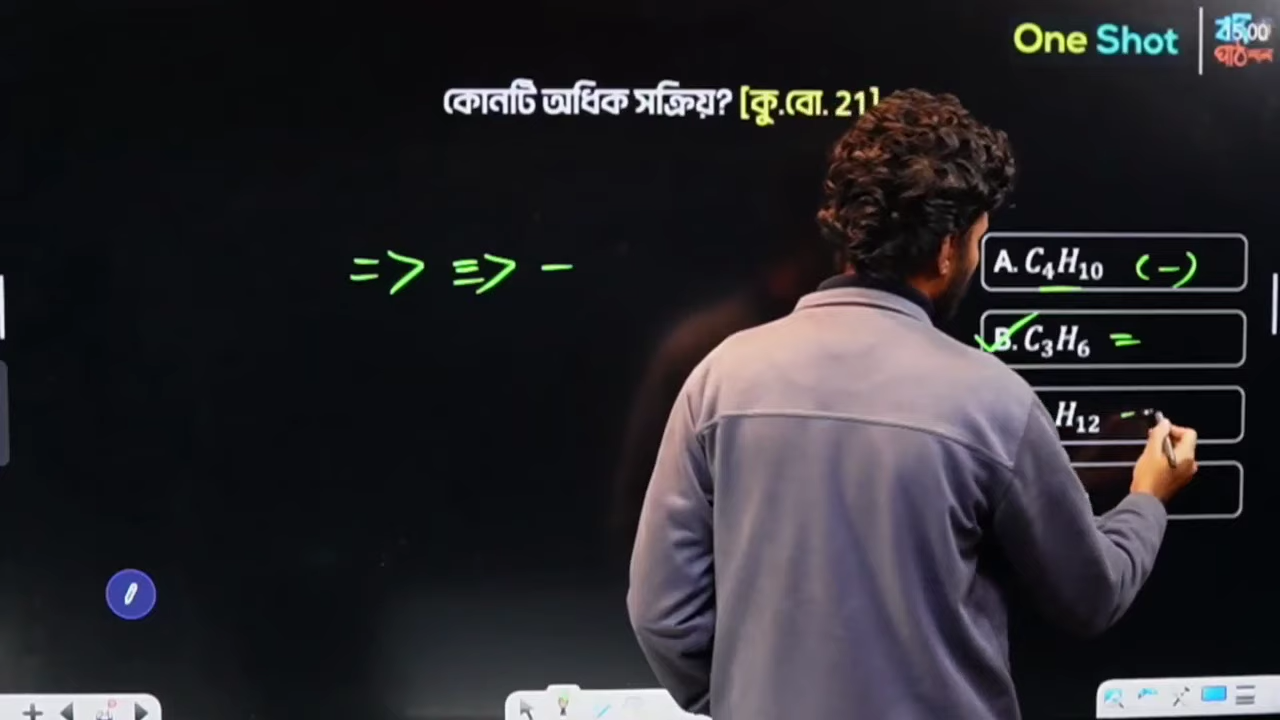 One Shot
কোনটি অধিক সক্রিয়? [কু.বো. 21]
=> ≡> -
A. C₄H₁₀ (-)
B. C₃H₆ =
H₁₂ -